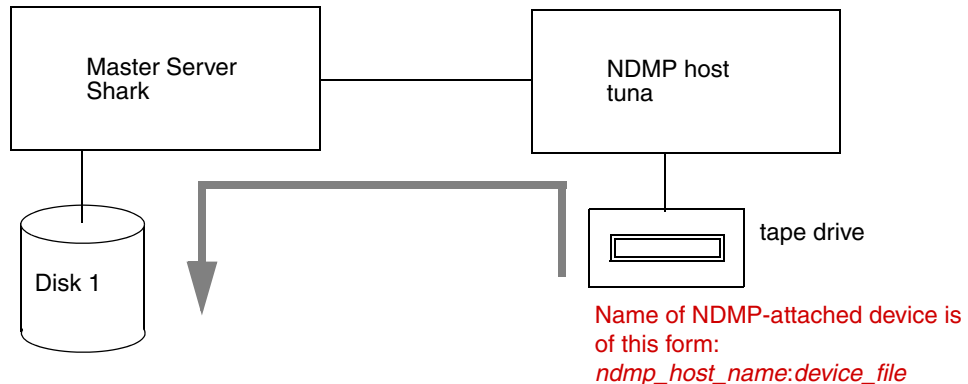 Master Server
Shark
NDMP host
tuna
Disk 1
tape drive
Name of NDMP-attached device is
of this form:
ndmp_host_name:device_file